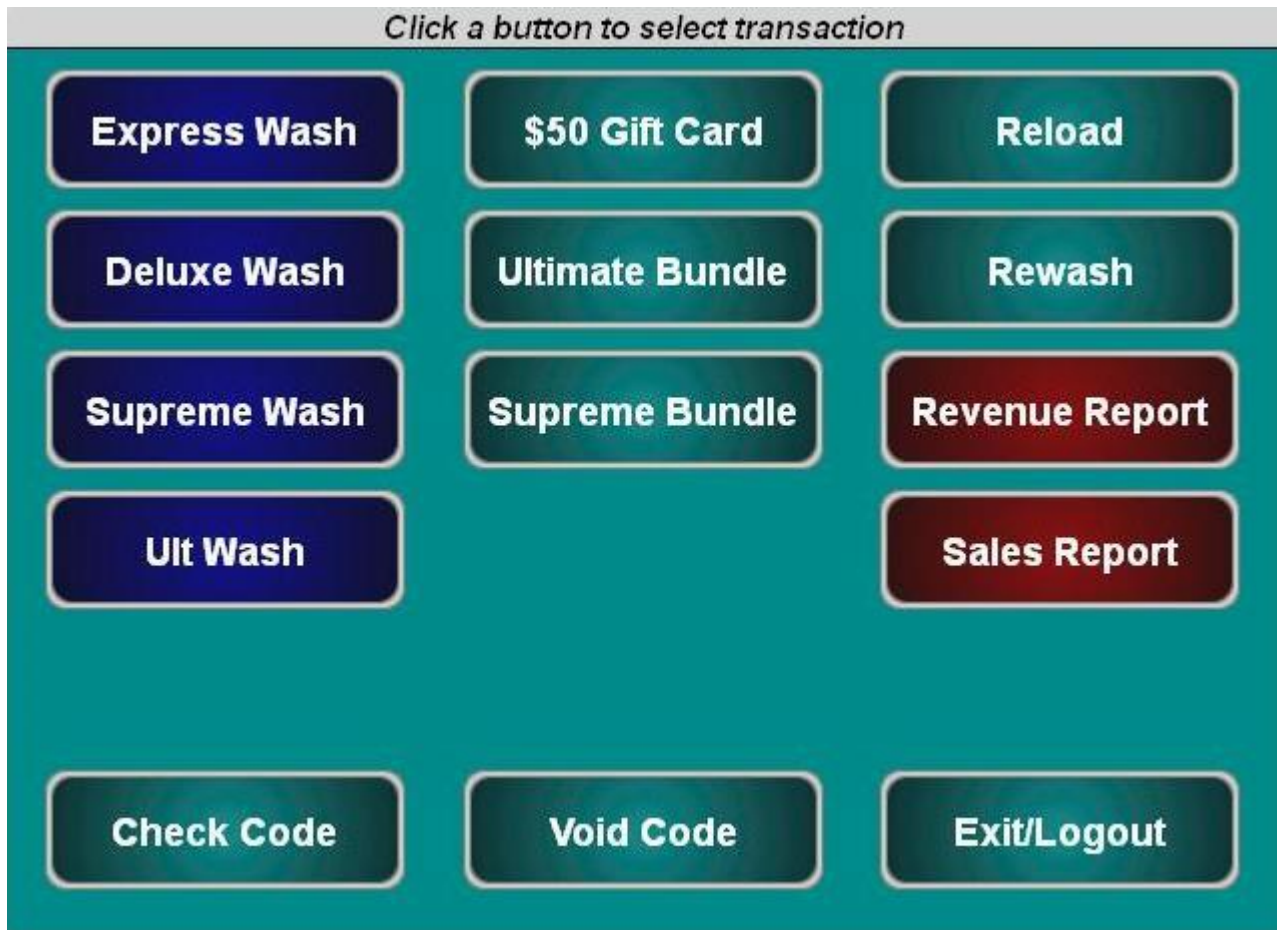 Click a button to select transaction
Express Wash
$50 Gift Card
Reload
Deluxe Wash
Ultimate Bundle
Rewash
Supreme Wash
Supreme Bundle
Revenue Report
Ult Wash
Sales Report
Check Code
Void Code
Exit/Logout